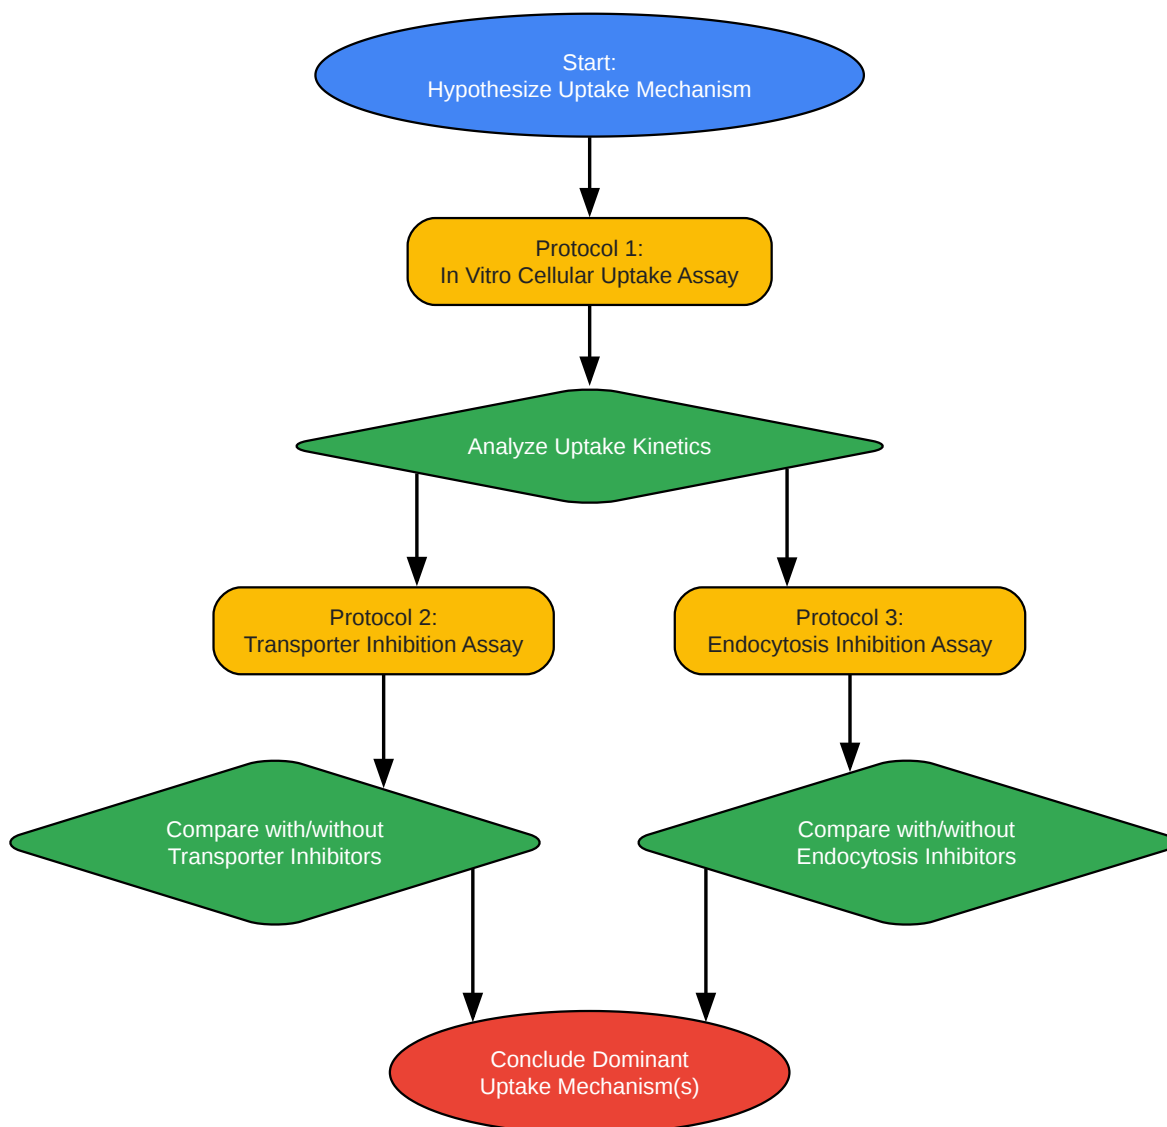 Start:
Hypothesize Uptake Mechanism
Protocol 1:
In Vitro Cellular Uptake Assay
Analyze Uptake Kinetics
Protocol 2:
Transporter Inhibition Assay
Protocol 3:
Endocytosis Inhibition Assay
Compare with/without
Transporter Inhibitors
Compare with/without
Endocytosis Inhibitors
Conclude Dominant
Uptake Mechanism(s)